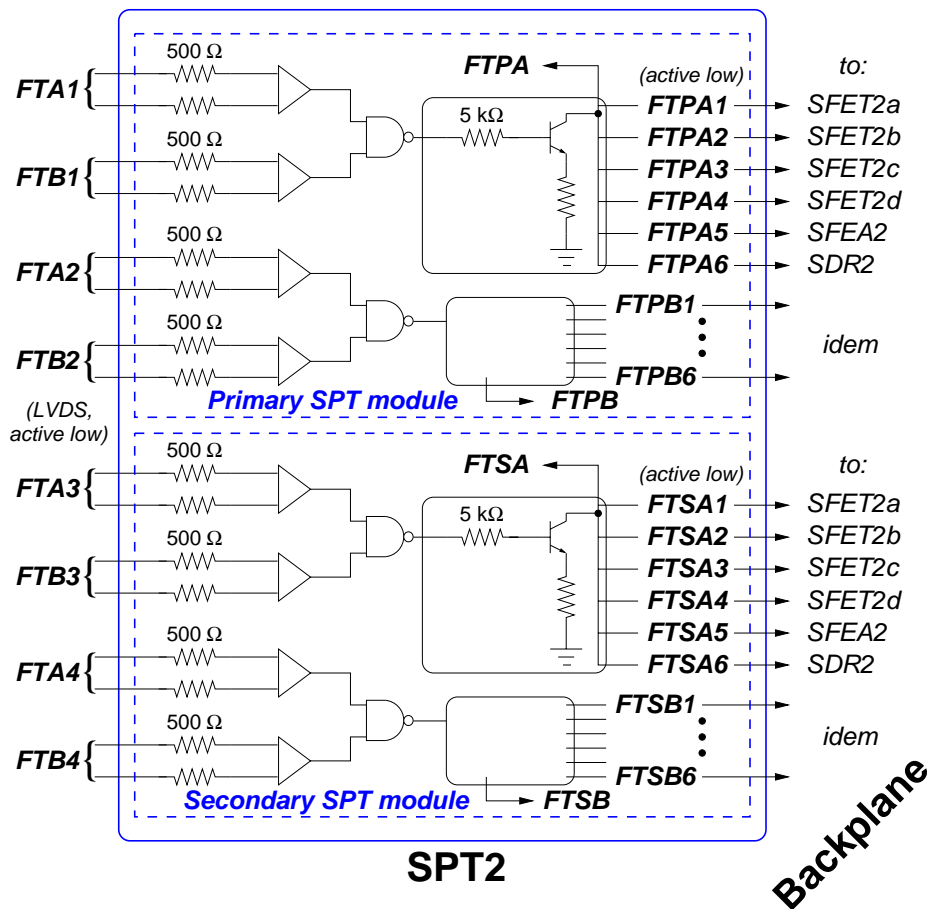 500 Ω
FTPA
(active low)
to:
FTA1
FTPA1
SFET2a
5 kΩ
500 Ω
FTPA2
SFET2b
FTB1
FTPA3
SFET2c
FTPA4
SFET2d
500 Ω
FTPA5
SFEA2
FTA2
FTPA6
SDR2
500 Ω
FTPB1
FTB2
idem
FTPB6
Primary SPT module
FTPB
(LVDS,
active low)
500 Ω
FTSA
(active low)
to:
FTA3
FTSA1
SFET2a
5 kΩ
500 Ω
FTSA2
SFET2b
FTB3
FTSA3
SFET2c
FTSA4
SFET2d
500 Ω
FTSA5
SFEA2
FTA4
FTSA6
SDR2
500 Ω
FTSB1
FTB4
idem
FTSB6
Secondary SPT module
FTSB
SPT2
Backplane